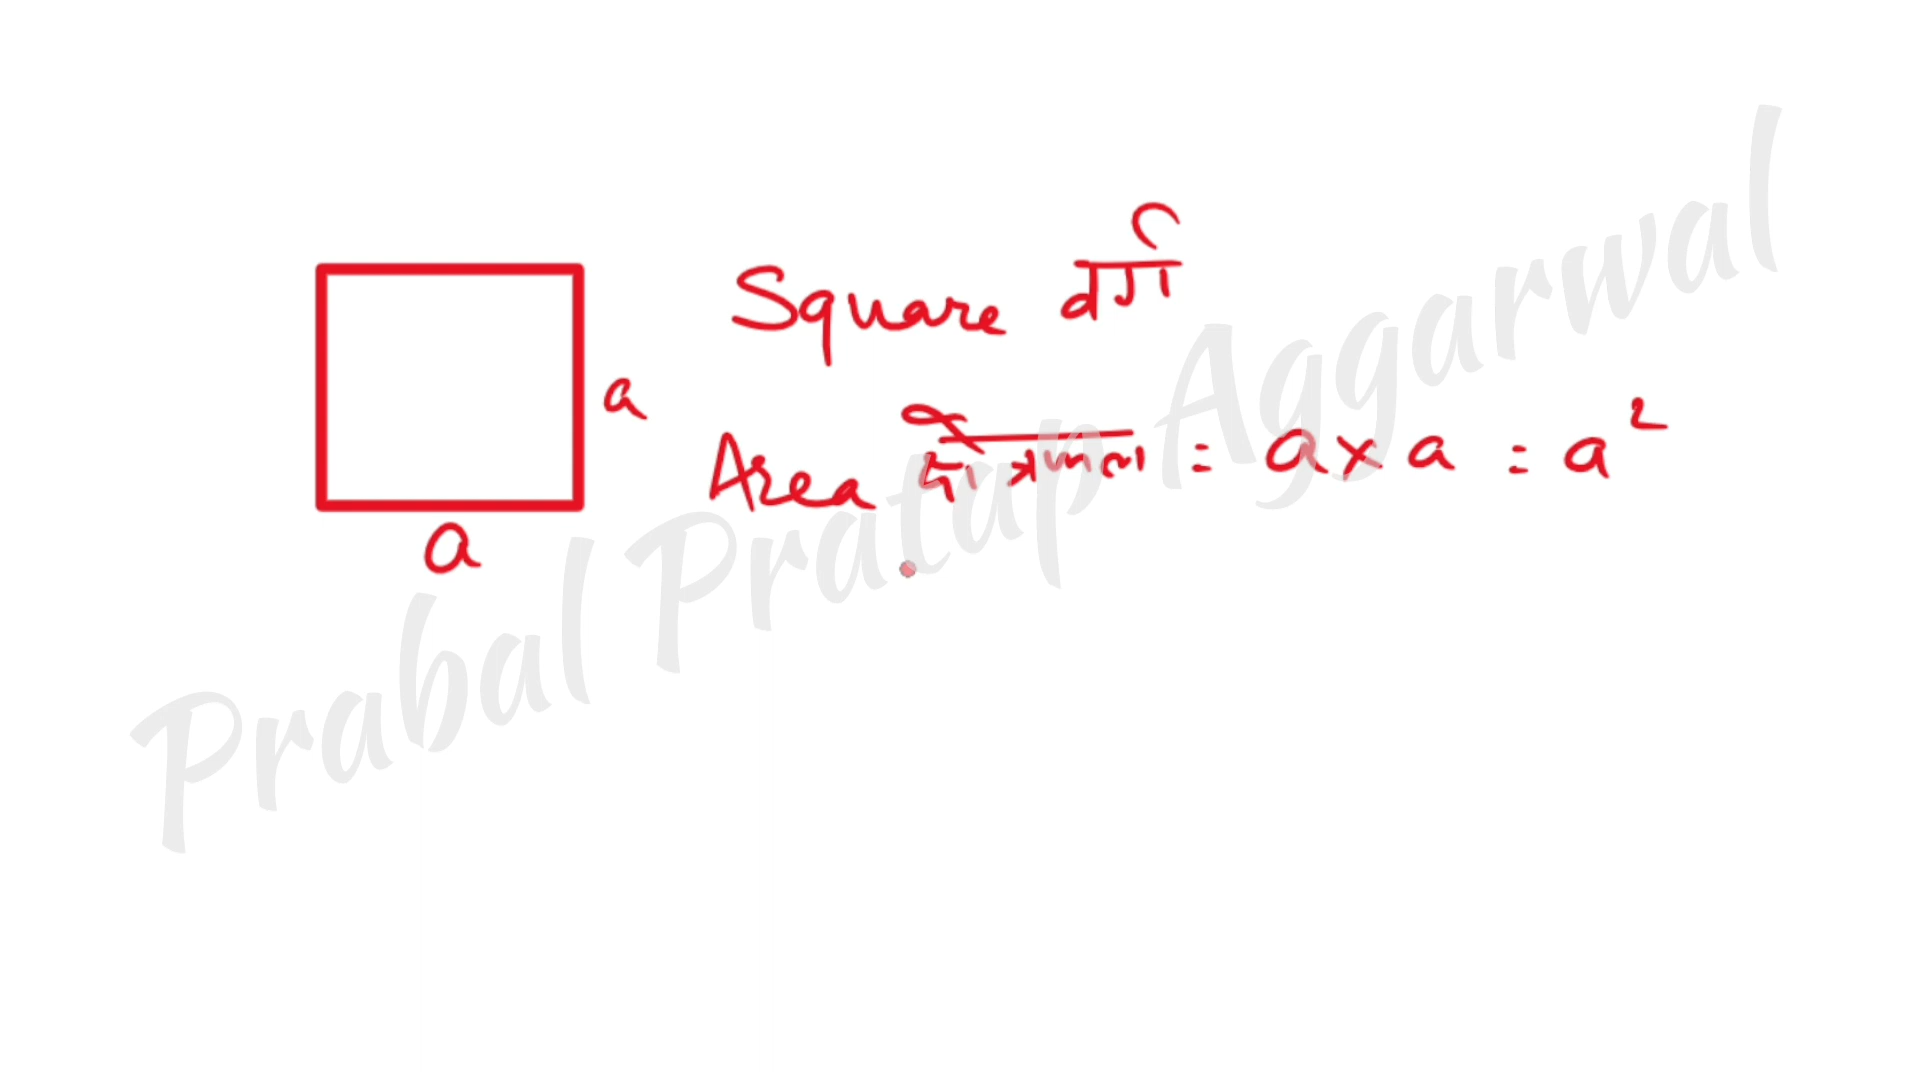 Square वर्ग
a
Area क्षेत्रफल = a × a = a²
a
Prabal Pratap Aggarwal